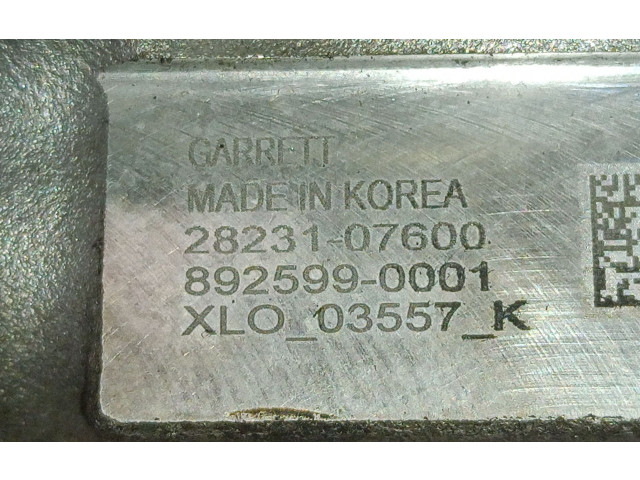 GARRETT
MADE IN KOREA
28231-07600
892599-0001
XLO_03557_K